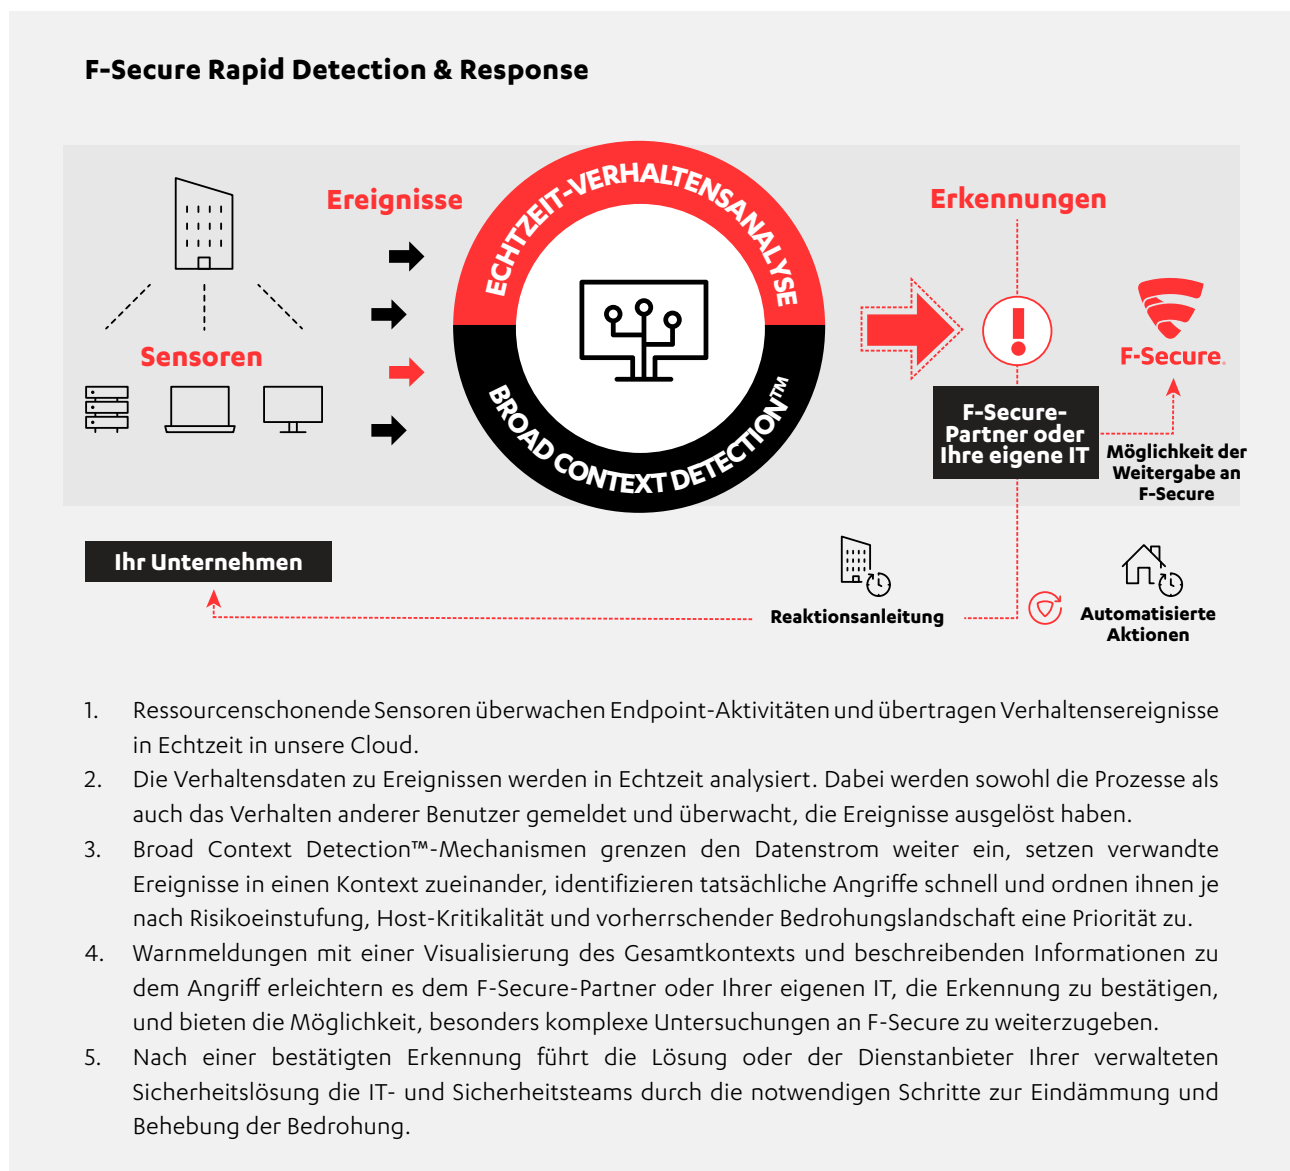 F-Secure Rapid Detection & Response
Ereignisse
ECHTZEIT-VERHALTENSANALYSE
BROAD CONTEXT DETECTION™
Erkennungen
Sensoren
F-Secure.
F-Secure-
Partner oder
Ihre eigene IT
Möglichkeit der
Weitergabe an
F-Secure
Ihr Unternehmen
Reaktionsanleitung
Automatisierte
Aktionen
1. Ressourcenschonende Sensoren überwachen Endpoint-Aktivitäten und übertragen Verhaltensereignisse
in Echtzeit in unsere Cloud.
2. Die Verhaltensdaten zu Ereignissen werden in Echtzeit analysiert. Dabei werden sowohl die Prozesse als
auch das Verhalten anderer Benutzer gemeldet und überwacht, die Ereignisse ausgelöst haben.
3. Broad Context Detection™-Mechanismen grenzen den Datenstrom weiter ein, setzen verwandte
Ereignisse in einen Kontext zueinander, identifizieren tatsächliche Angriffe schnell und ordnen ihnen je
nach Risikoeinstufung, Host-Kritikalität und vorherrschender Bedrohungslandschaft eine Priorität zu.
4. Warnmeldungen mit einer Visualisierung des Gesamtkontexts und beschreibenden Informationen zu
dem Angriff erleichtern es dem F-Secure-Partner oder Ihrer eigenen IT, die Erkennung zu bestätigen,
und bieten die Möglichkeit, besonders komplexe Untersuchungen an F-Secure zu weiterzugeben.
5. Nach einer bestätigten Erkennung führt die Lösung oder der Dienstanbieter Ihrer verwalteten
Sicherheitslösung die IT- und Sicherheitsteams durch die notwendigen Schritte zur Eindämmung und
Behebung der Bedrohung.